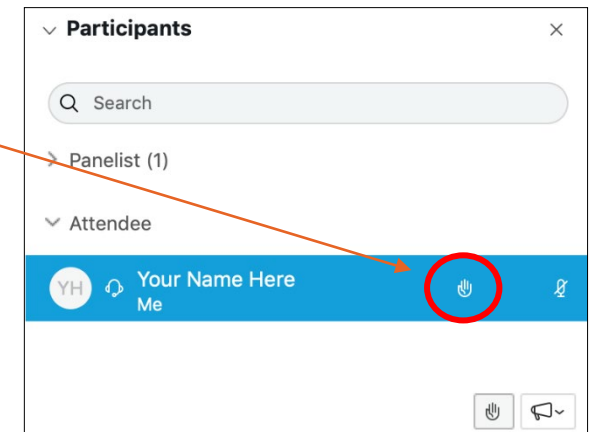 Participants
Search
Panelist (1)
Attendee
YH
Your Name Here
Me